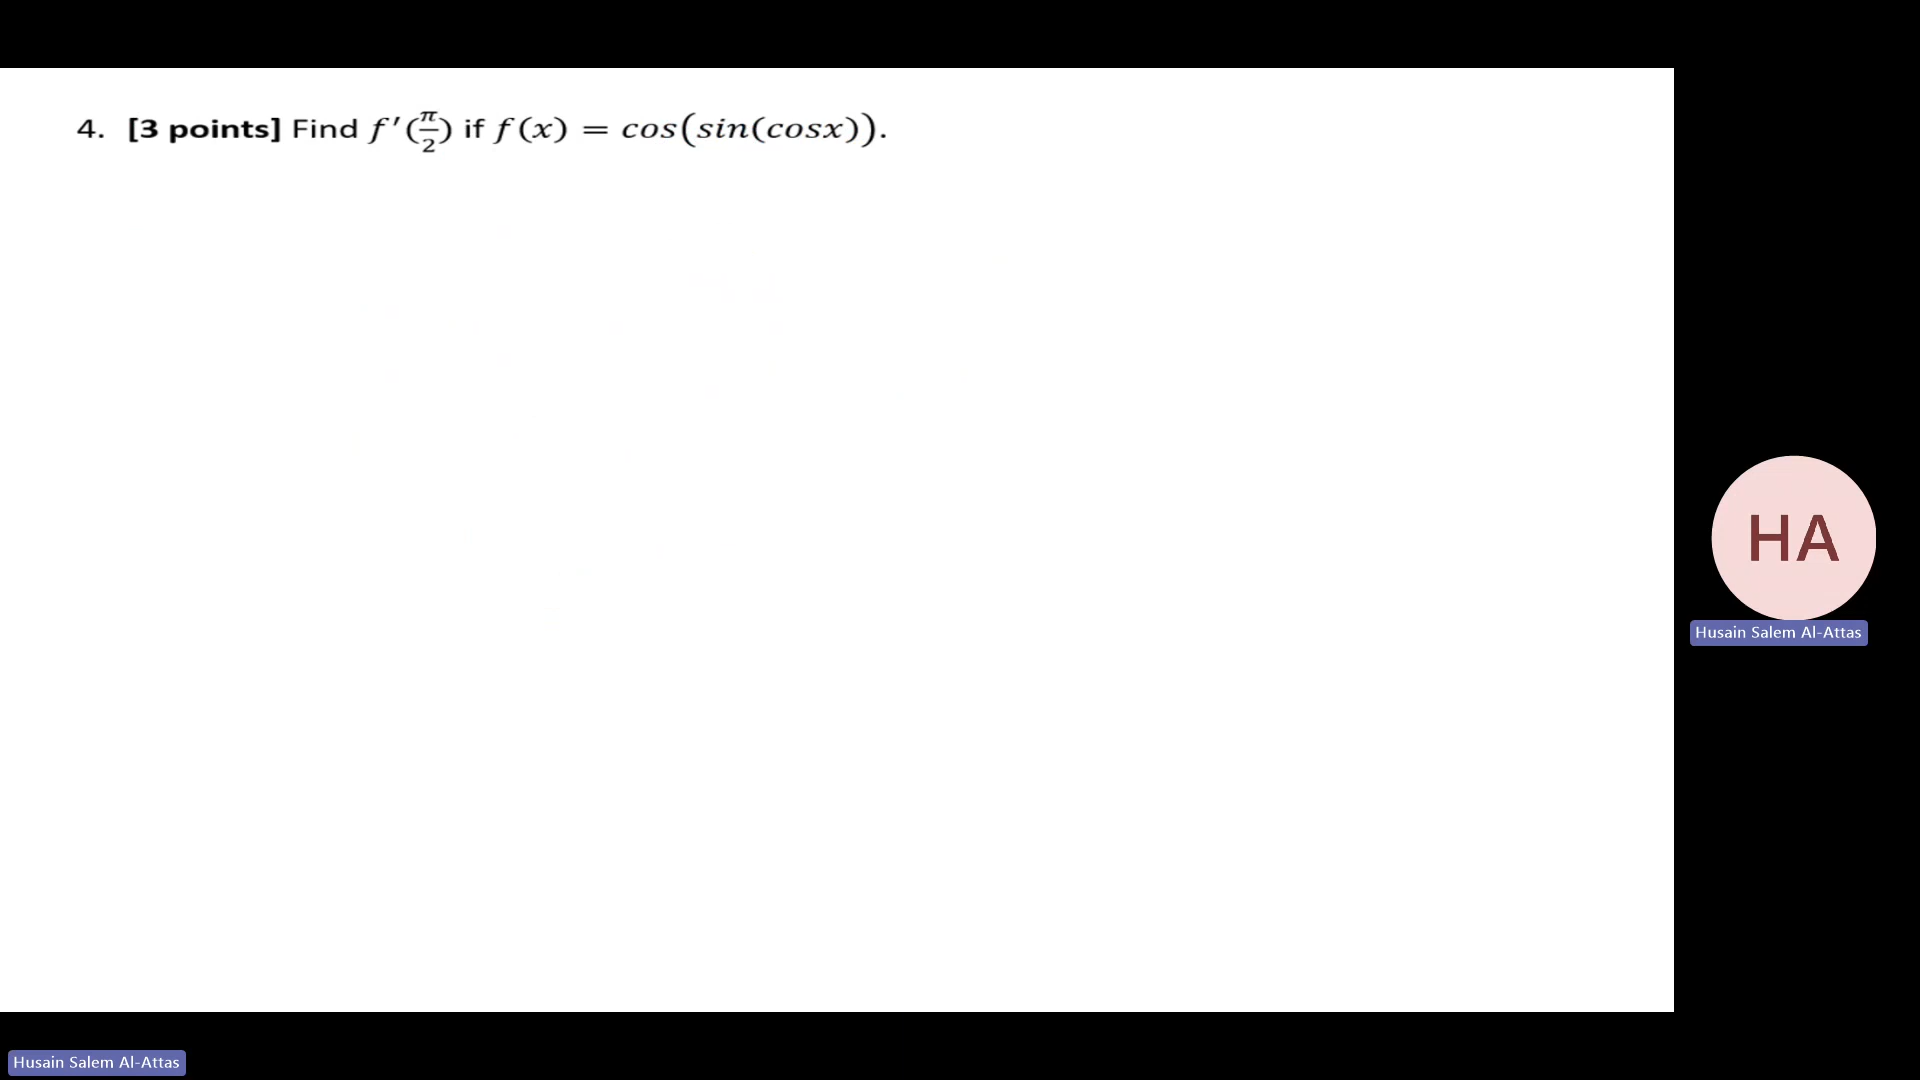 4. [3 points] Find f′(π/2) if f(x) = cos(sin(cosx)).
HA
Husain Salem Al-Attas
Husain Salem Al-Attas